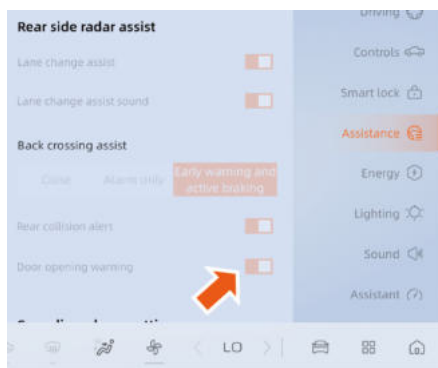 Rear side radar assist
Lane change assist
Lane change assist sound
Back crossing assist
Close
Alarm only
Early warning and
active braking
Rear collision alert
Door opening warning
Driving
Controls
Smart lock
Assistance
Energy
Lighting
Sound
Assistant
LO